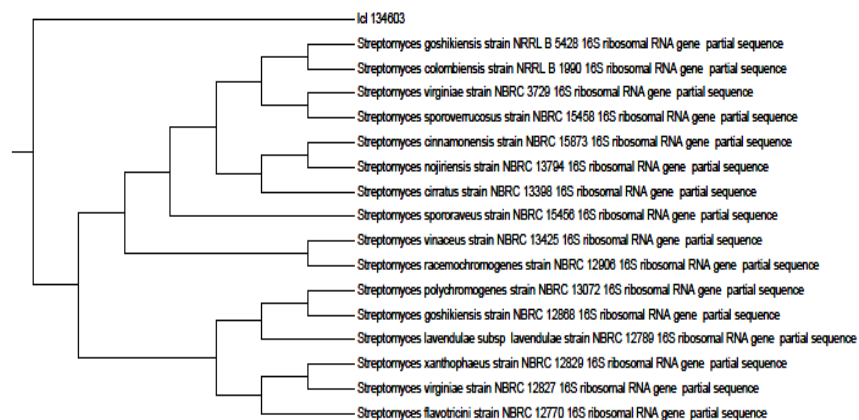 lcl 134603
Streptomyces goshikiensis strain NRRL B 5428 16S ribosomal RNA gene partial sequence
Streptomyces colombiensis strain NRRL B 1990 16S ribosomal RNA gene partial sequence
Streptomyces virginiae strain NBRC 3729 16S ribosomal RNA gene partial sequence
Streptomyces sporoverrucosus strain NBRC 15458 16S ribosomal RNA gene partial sequence
Streptomyces cinnamonensis strain NBRC 15873 16S ribosomal RNA gene partial sequence
Streptomyces nojiriensis strain NBRC 13794 16S ribosomal RNA gene partial sequence
Streptomyces cirratus strain NBRC 13398 16S ribosomal RNA gene partial sequence
Streptomyces spororaveus strain NBRC 15456 16S ribosomal RNA gene partial sequence
Streptomyces vinaceus strain NBRC 13425 16S ribosomal RNA gene partial sequence
Streptomyces racemochromogenes strain NBRC 12906 16S ribosomal RNA gene partial sequence
Streptomyces polychromogenes strain NBRC 13072 16S ribosomal RNA gene partial sequence
Streptomyces goshikiensis strain NBRC 12868 16S ribosomal RNA gene partial sequence
Streptomyces lavendulae subsp lavendulae strain NBRC 12789 16S ribosomal RNA gene partial sequence
Streptomyces xanthophaeus strain NBRC 12829 16S ribosomal RNA gene partial sequence
Streptomyces virginiae strain NBRC 12827 16S ribosomal RNA gene partial sequence
Streptomyces flavotricini strain NBRC 12770 16S ribosomal RNA gene partial sequence